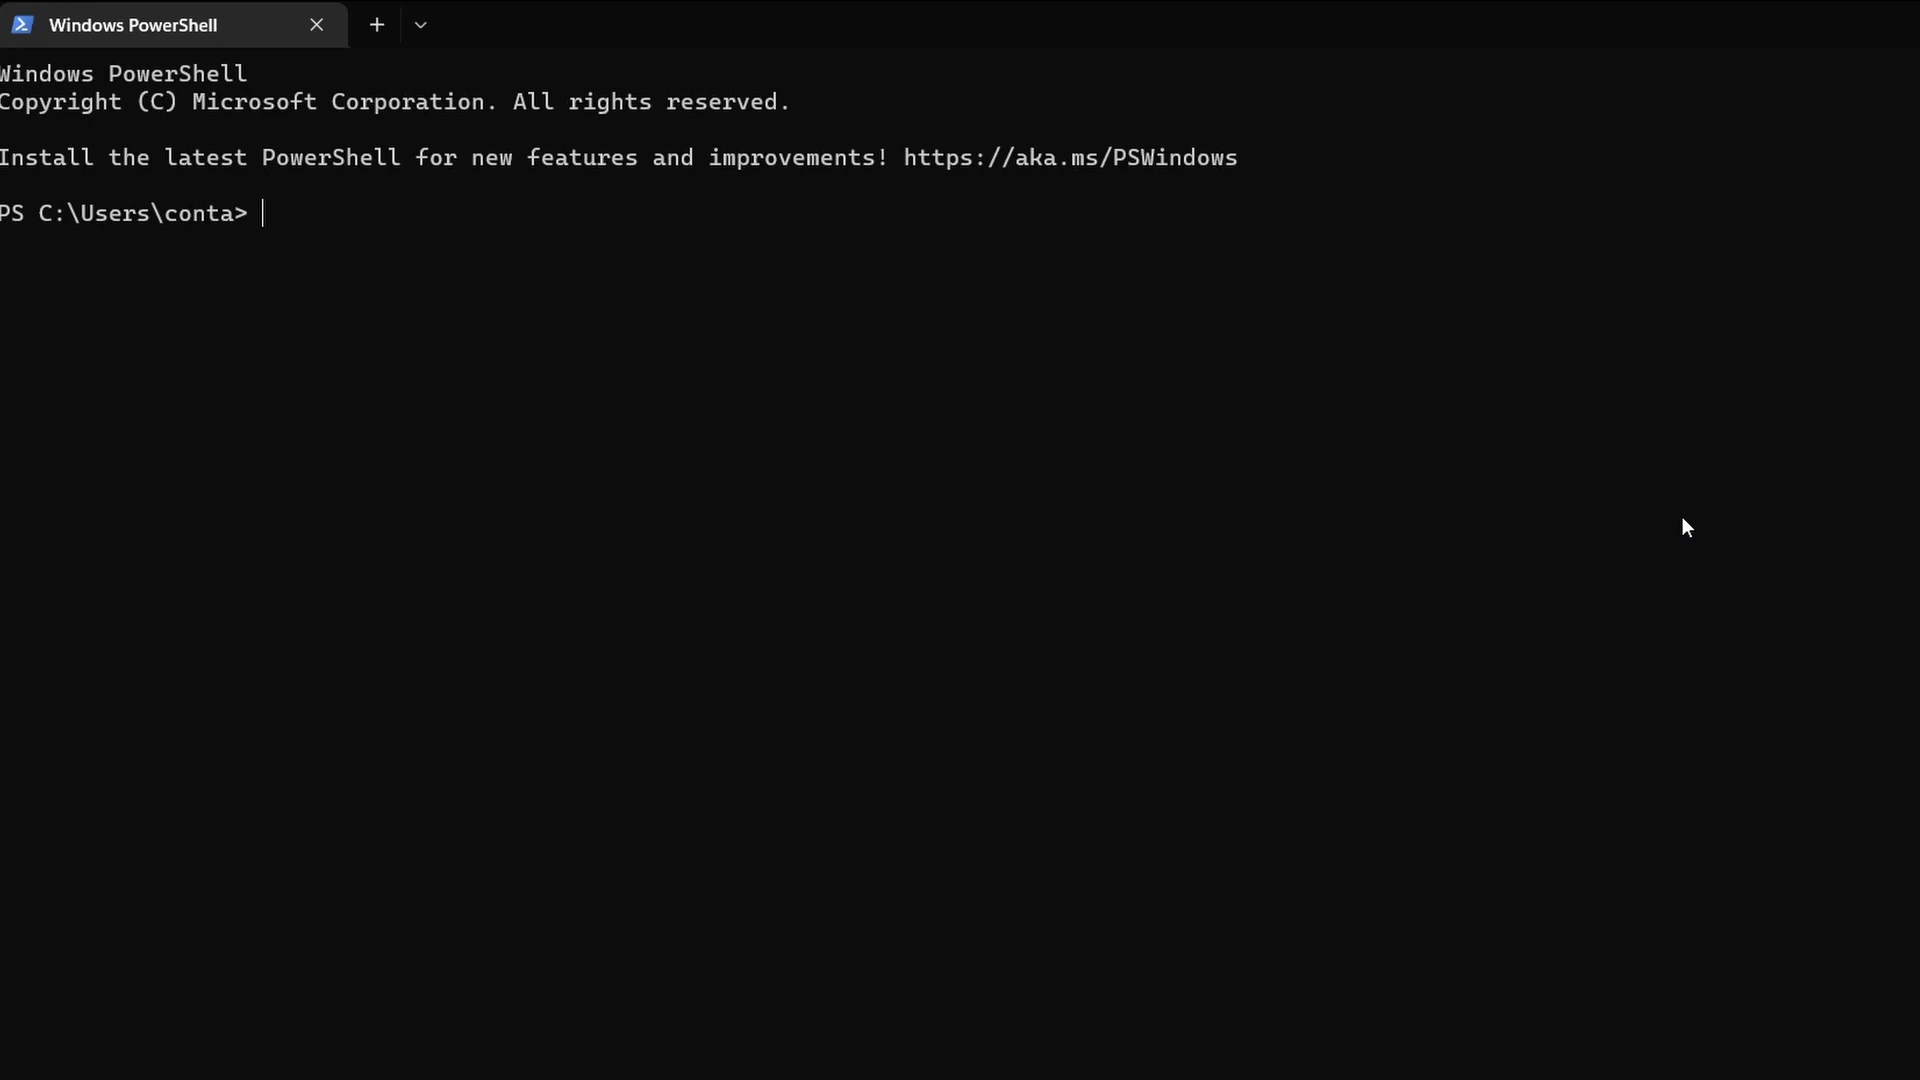 Windows PowerShell
Windows PowerShell
Copyright (C) Microsoft Corporation. All rights reserved.
Install the latest PowerShell for new features and improvements! https://aka.ms/PSWindows
PS C:\Users\conta>